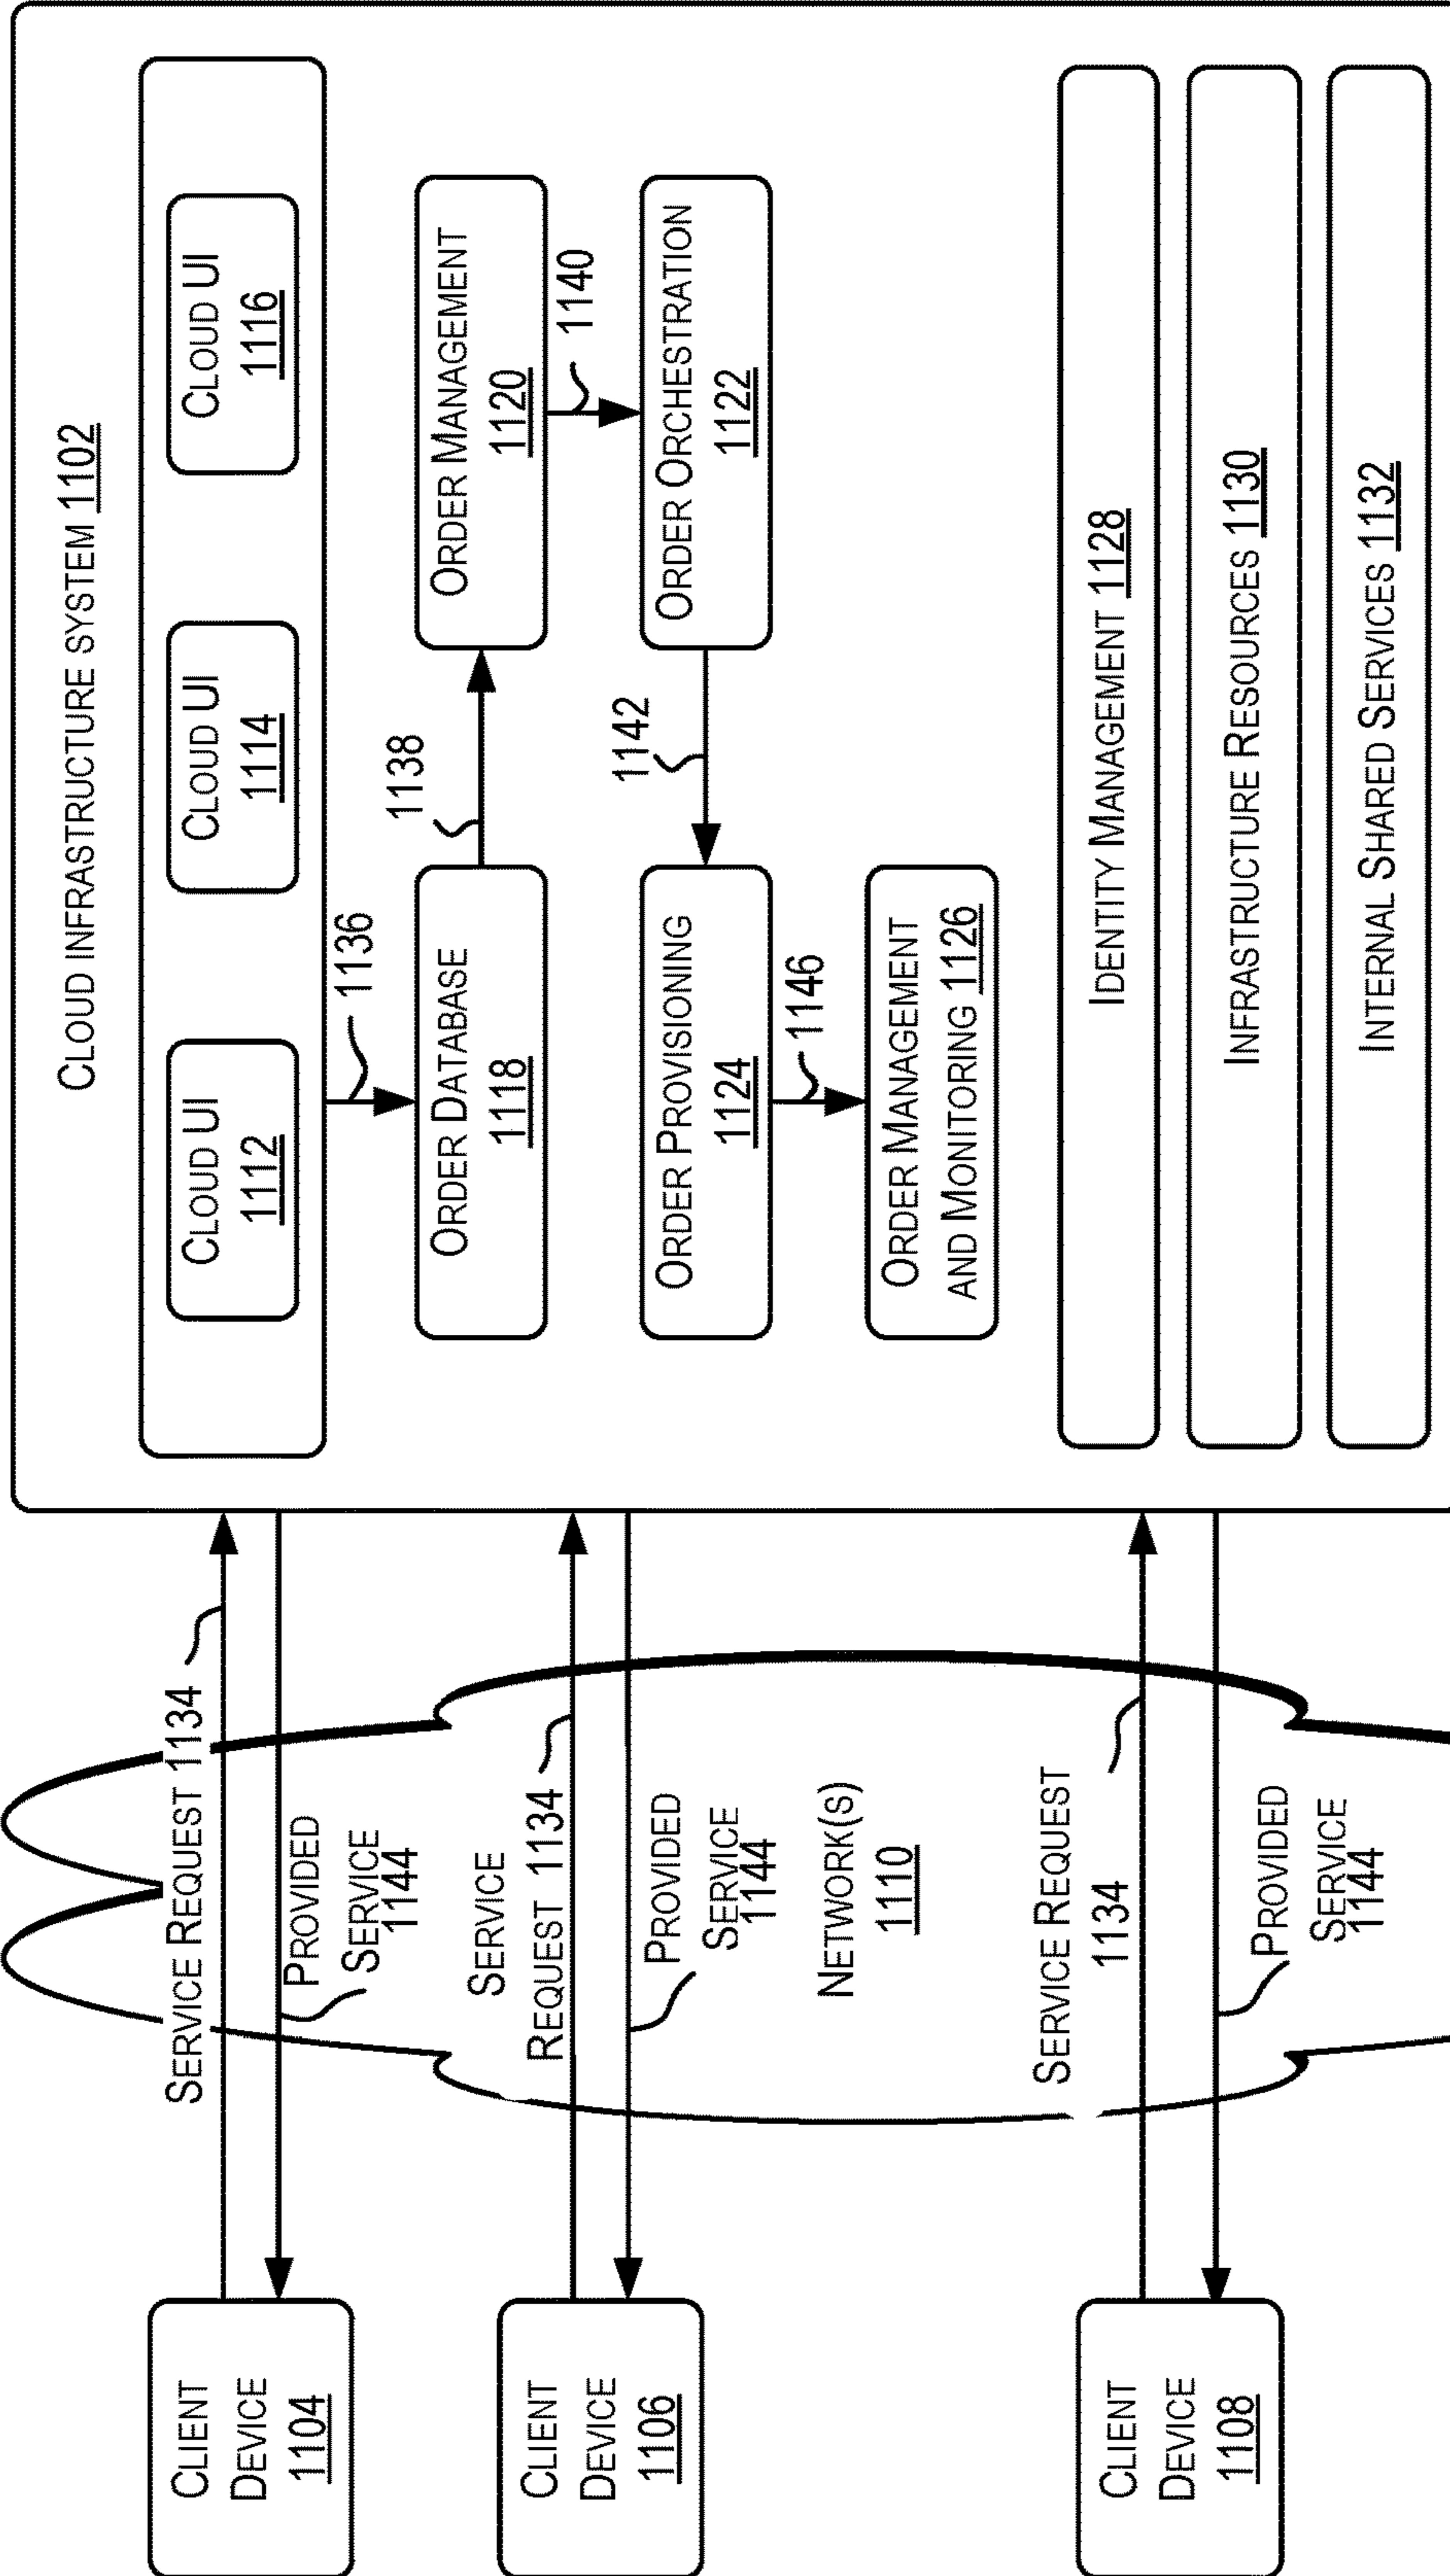 CLOUD INFRASTRUCTURE SYSTEM 1102
CLOUD UI
1112
CLOUD UI
1114
CLOUD UI
1116
1136
ORDER DATABASE
1118
1138
ORDER MANAGEMENT
1120
1140
ORDER PROVISIONING
1124
1142
ORDER ORCHESTRATION
1122
1146
ORDER MANAGEMENT
AND MONITORING 1126
IDENTITY MANAGEMENT 1128
INFRASTRUCTURE RESOURCES 1130
INTERNAL SHARED SERVICES 1132
CLIENT
DEVICE
1104
SERVICE REQUEST 1134
PROVIDED
SERVICE
1144
CLIENT
DEVICE
1106
SERVICE
REQUEST 1134
PROVIDED
SERVICE
1144
NETWORK(S)
1110
CLIENT
DEVICE
1108
SERVICE REQUEST
1134
PROVIDED
SERVICE
1144